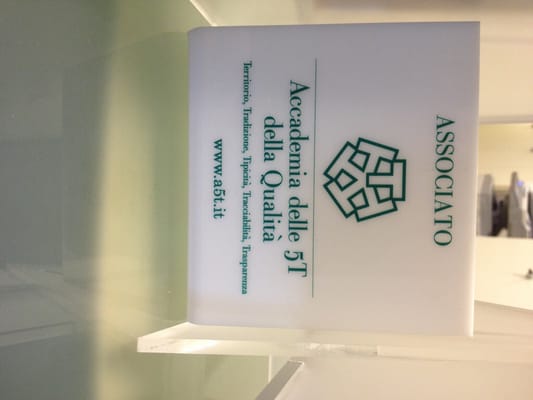 ASSOCIATO
Accademia delle 5T
della Qualità
Territorio, Tradizione, Tipicità, Tracciabilità, Trasparenza
www.a5t.it